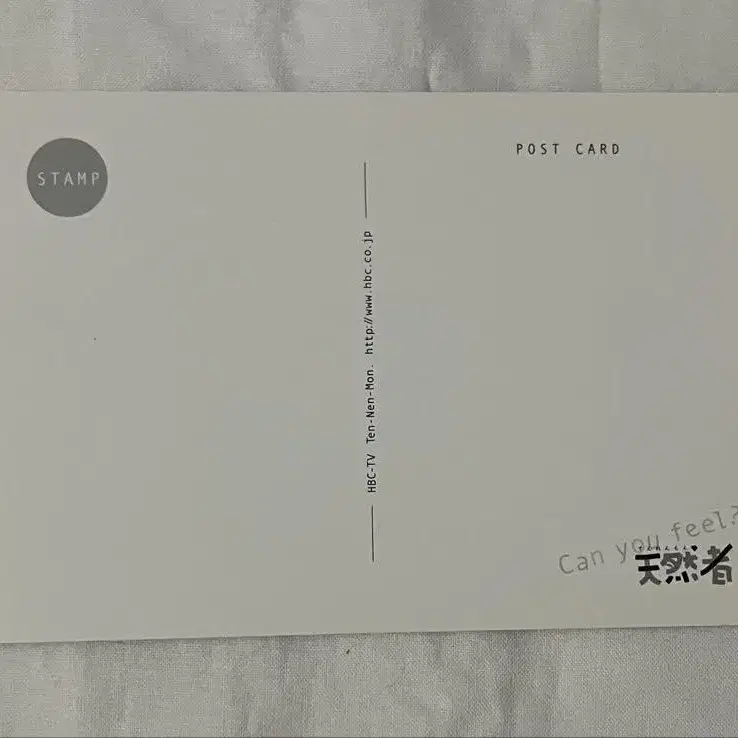 STAMP
POST CARD
HBC-TV Ten-Nen-Mon. http://www.hbc.co.jp
Can you feel?
天然者